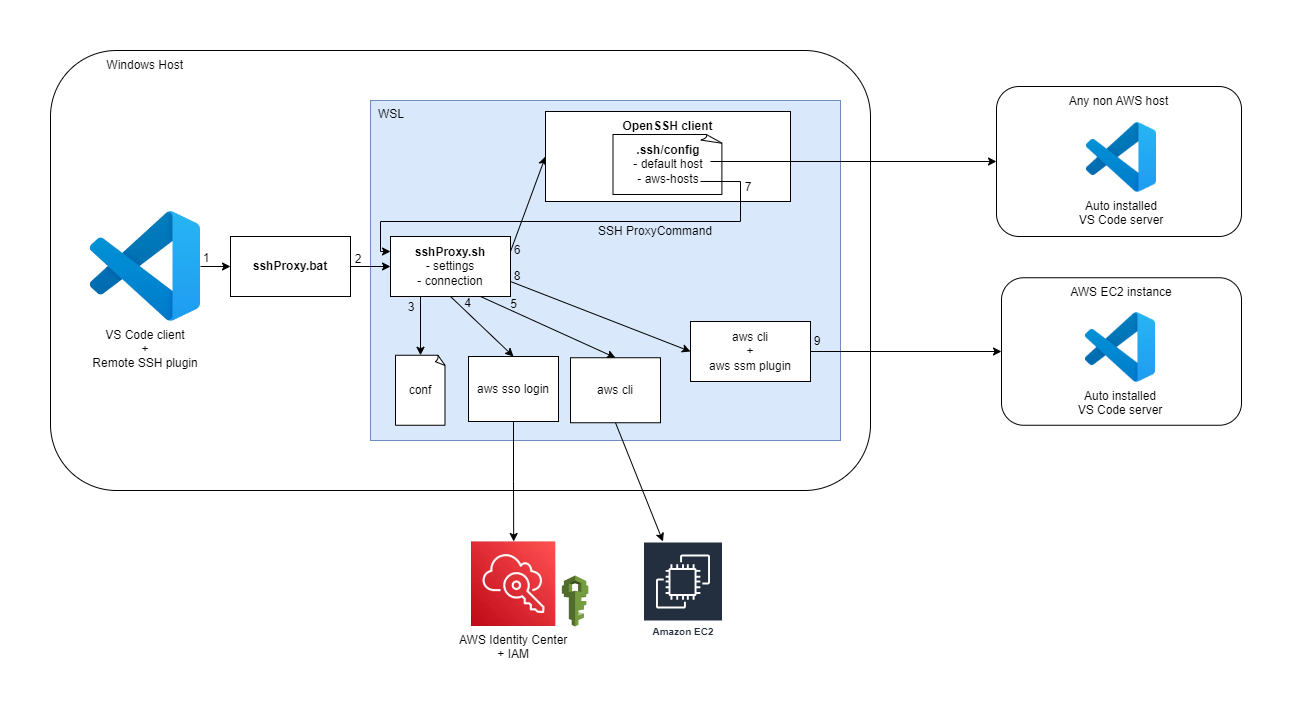 Windows Host
WSL
OpenSSH client
.ssh/config
- default host
- aws-hosts
7
SSH ProxyCommand
Any non AWS host
Auto installed
VS Code server
1
sshProxy.bat
2
sshProxy.sh
- settings
- connection
6
8
3
4
5
VS Code client
+
Remote SSH plugin
conf
aws sso login
aws cli
aws cli
+
aws ssm plugin
9
AWS EC2 instance
Auto installed
VS Code server
AWS Identity Center
+ IAM
Amazon EC2